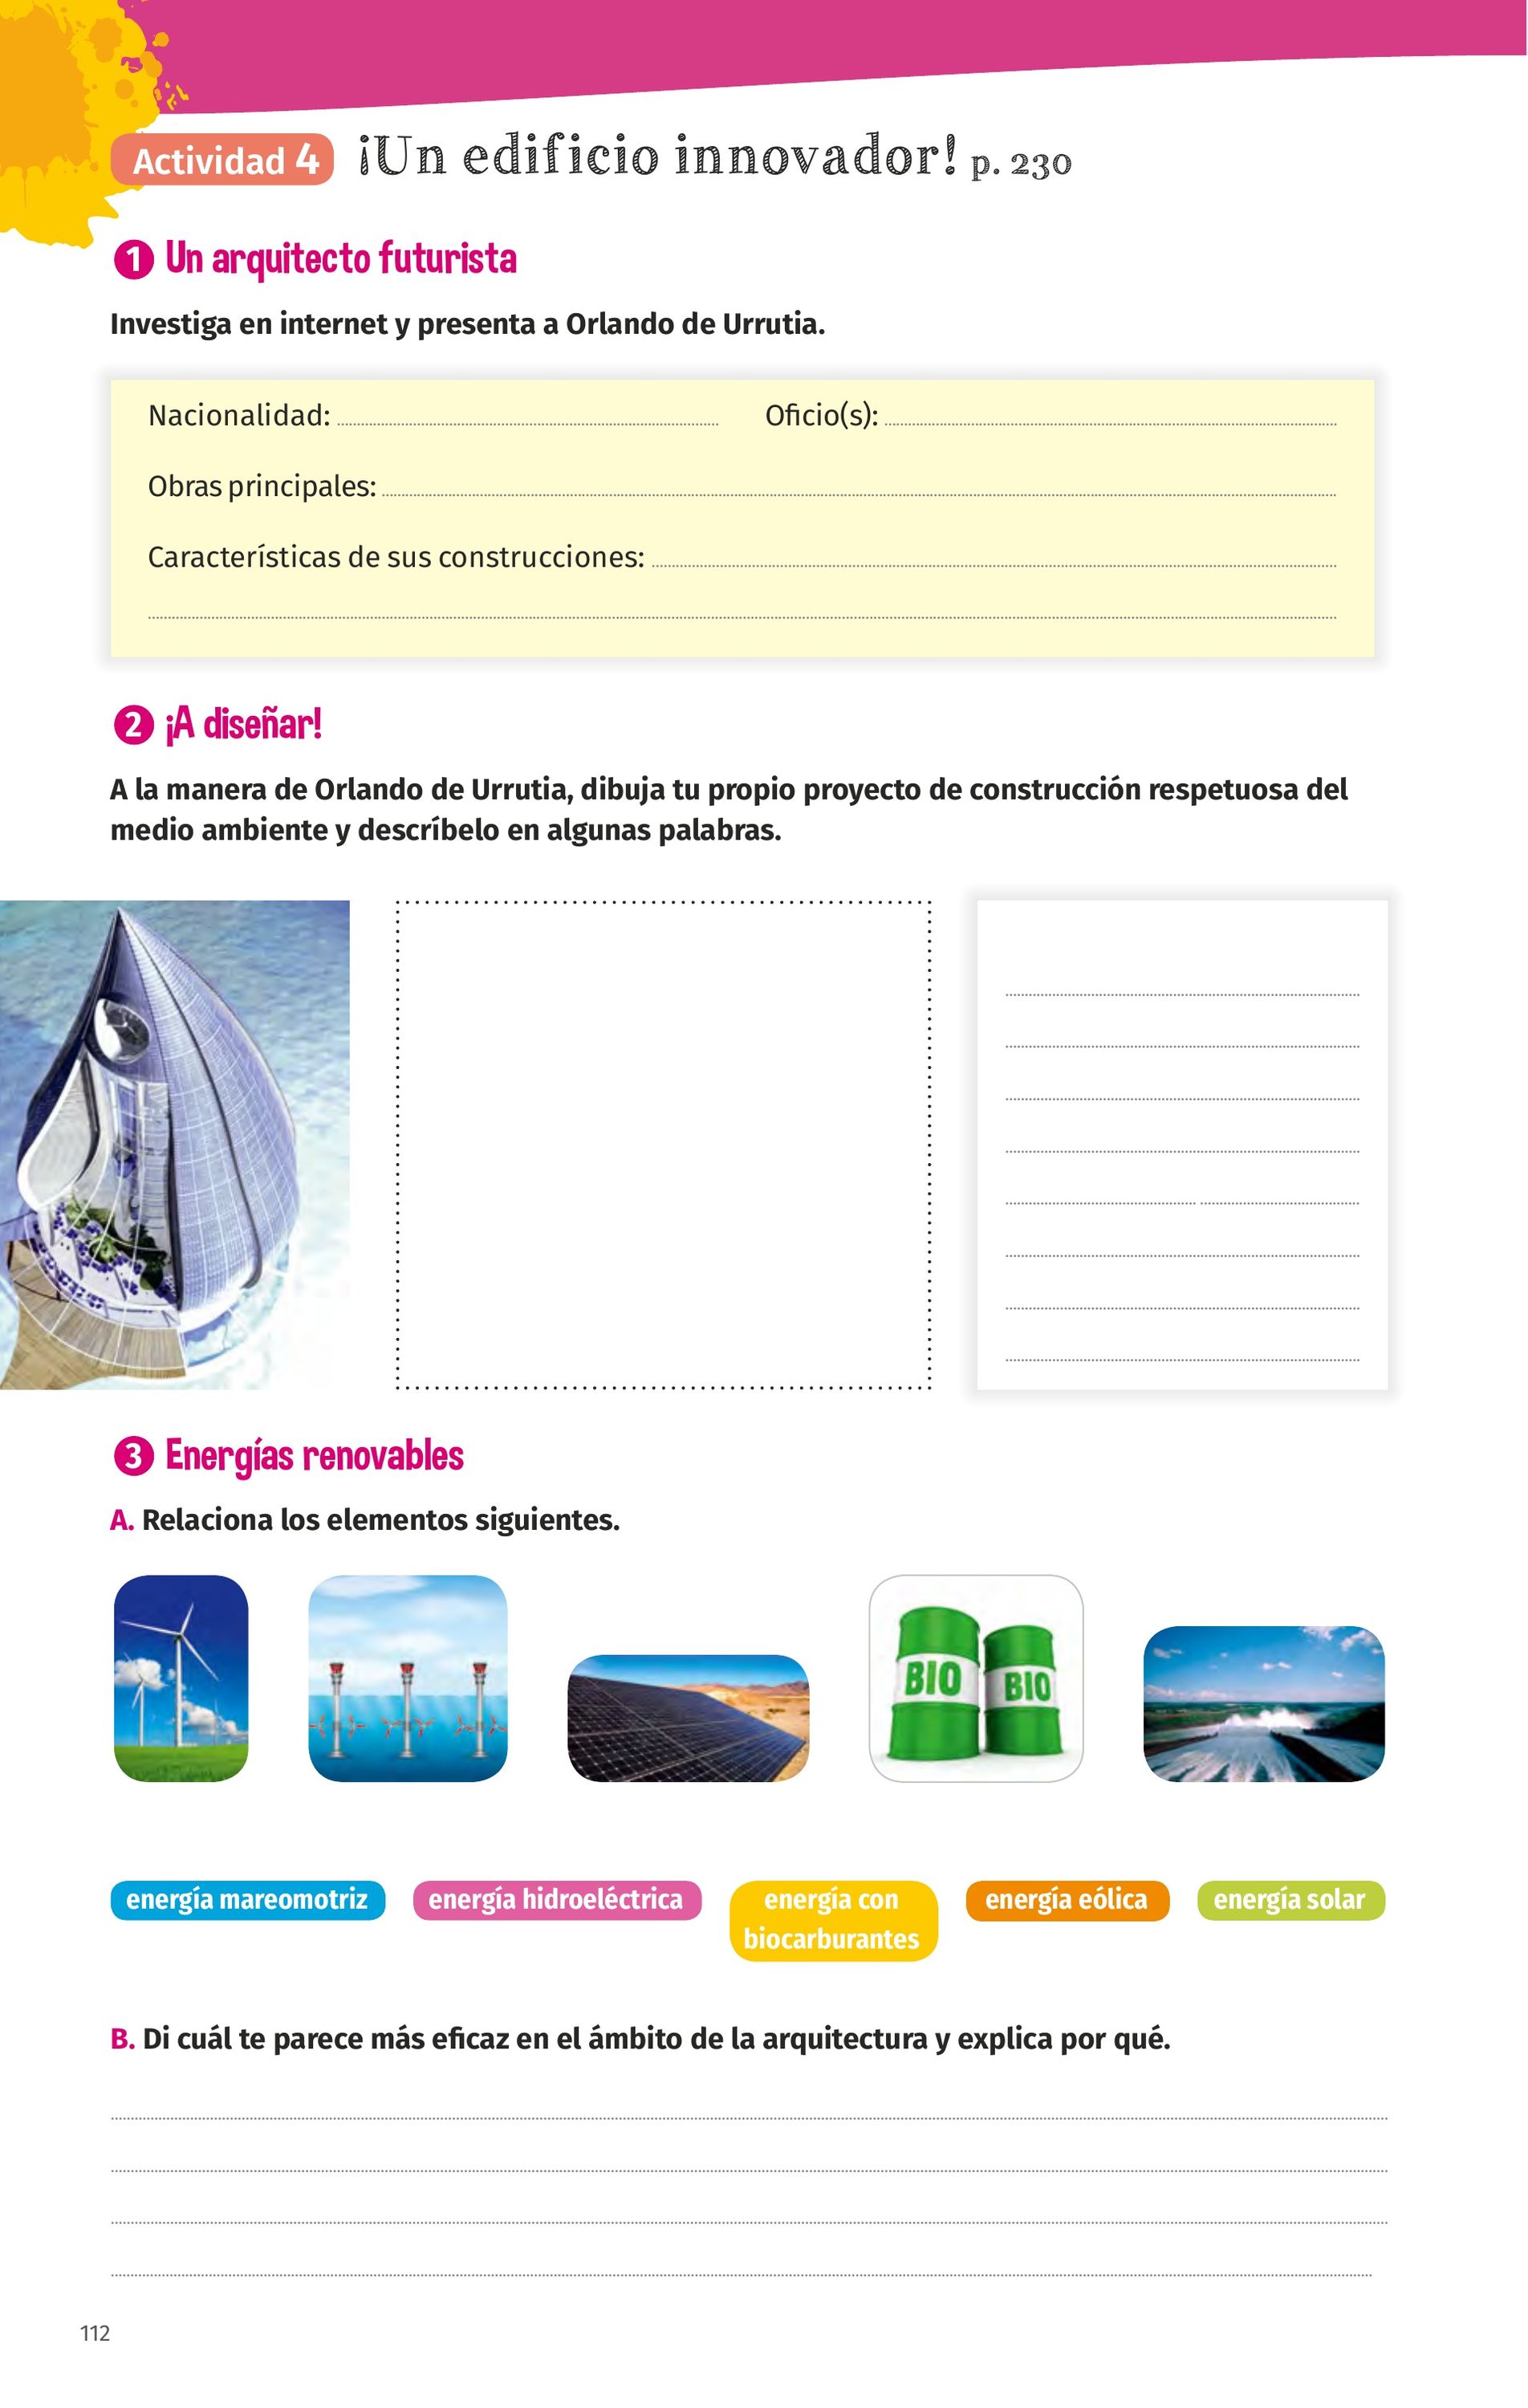 Actividad 4 ¡Un edificio innovador! p. 230
1 Un arquitecto futurista
Investiga en internet y presenta a Orlando de Urrutia.
Nacionalidad: Oficio(s):
Obras principales:
Características de sus construcciones:
2 ¡A diseñar!
A la manera de Orlando de Urrutia, dibuja tu propio proyecto de construcción respetuosa del
medio ambiente y descríbelo en algunas palabras.
3 Energías renovables
A. Relaciona los elementos siguientes.
BIO BIO
energía mareomotriz energía hidroeléctrica energía con energía eólica energía solar
biocarburantes
B. Di cuál te parece más eficaz en el ámbito de la arquitectura y explica por qué.
112